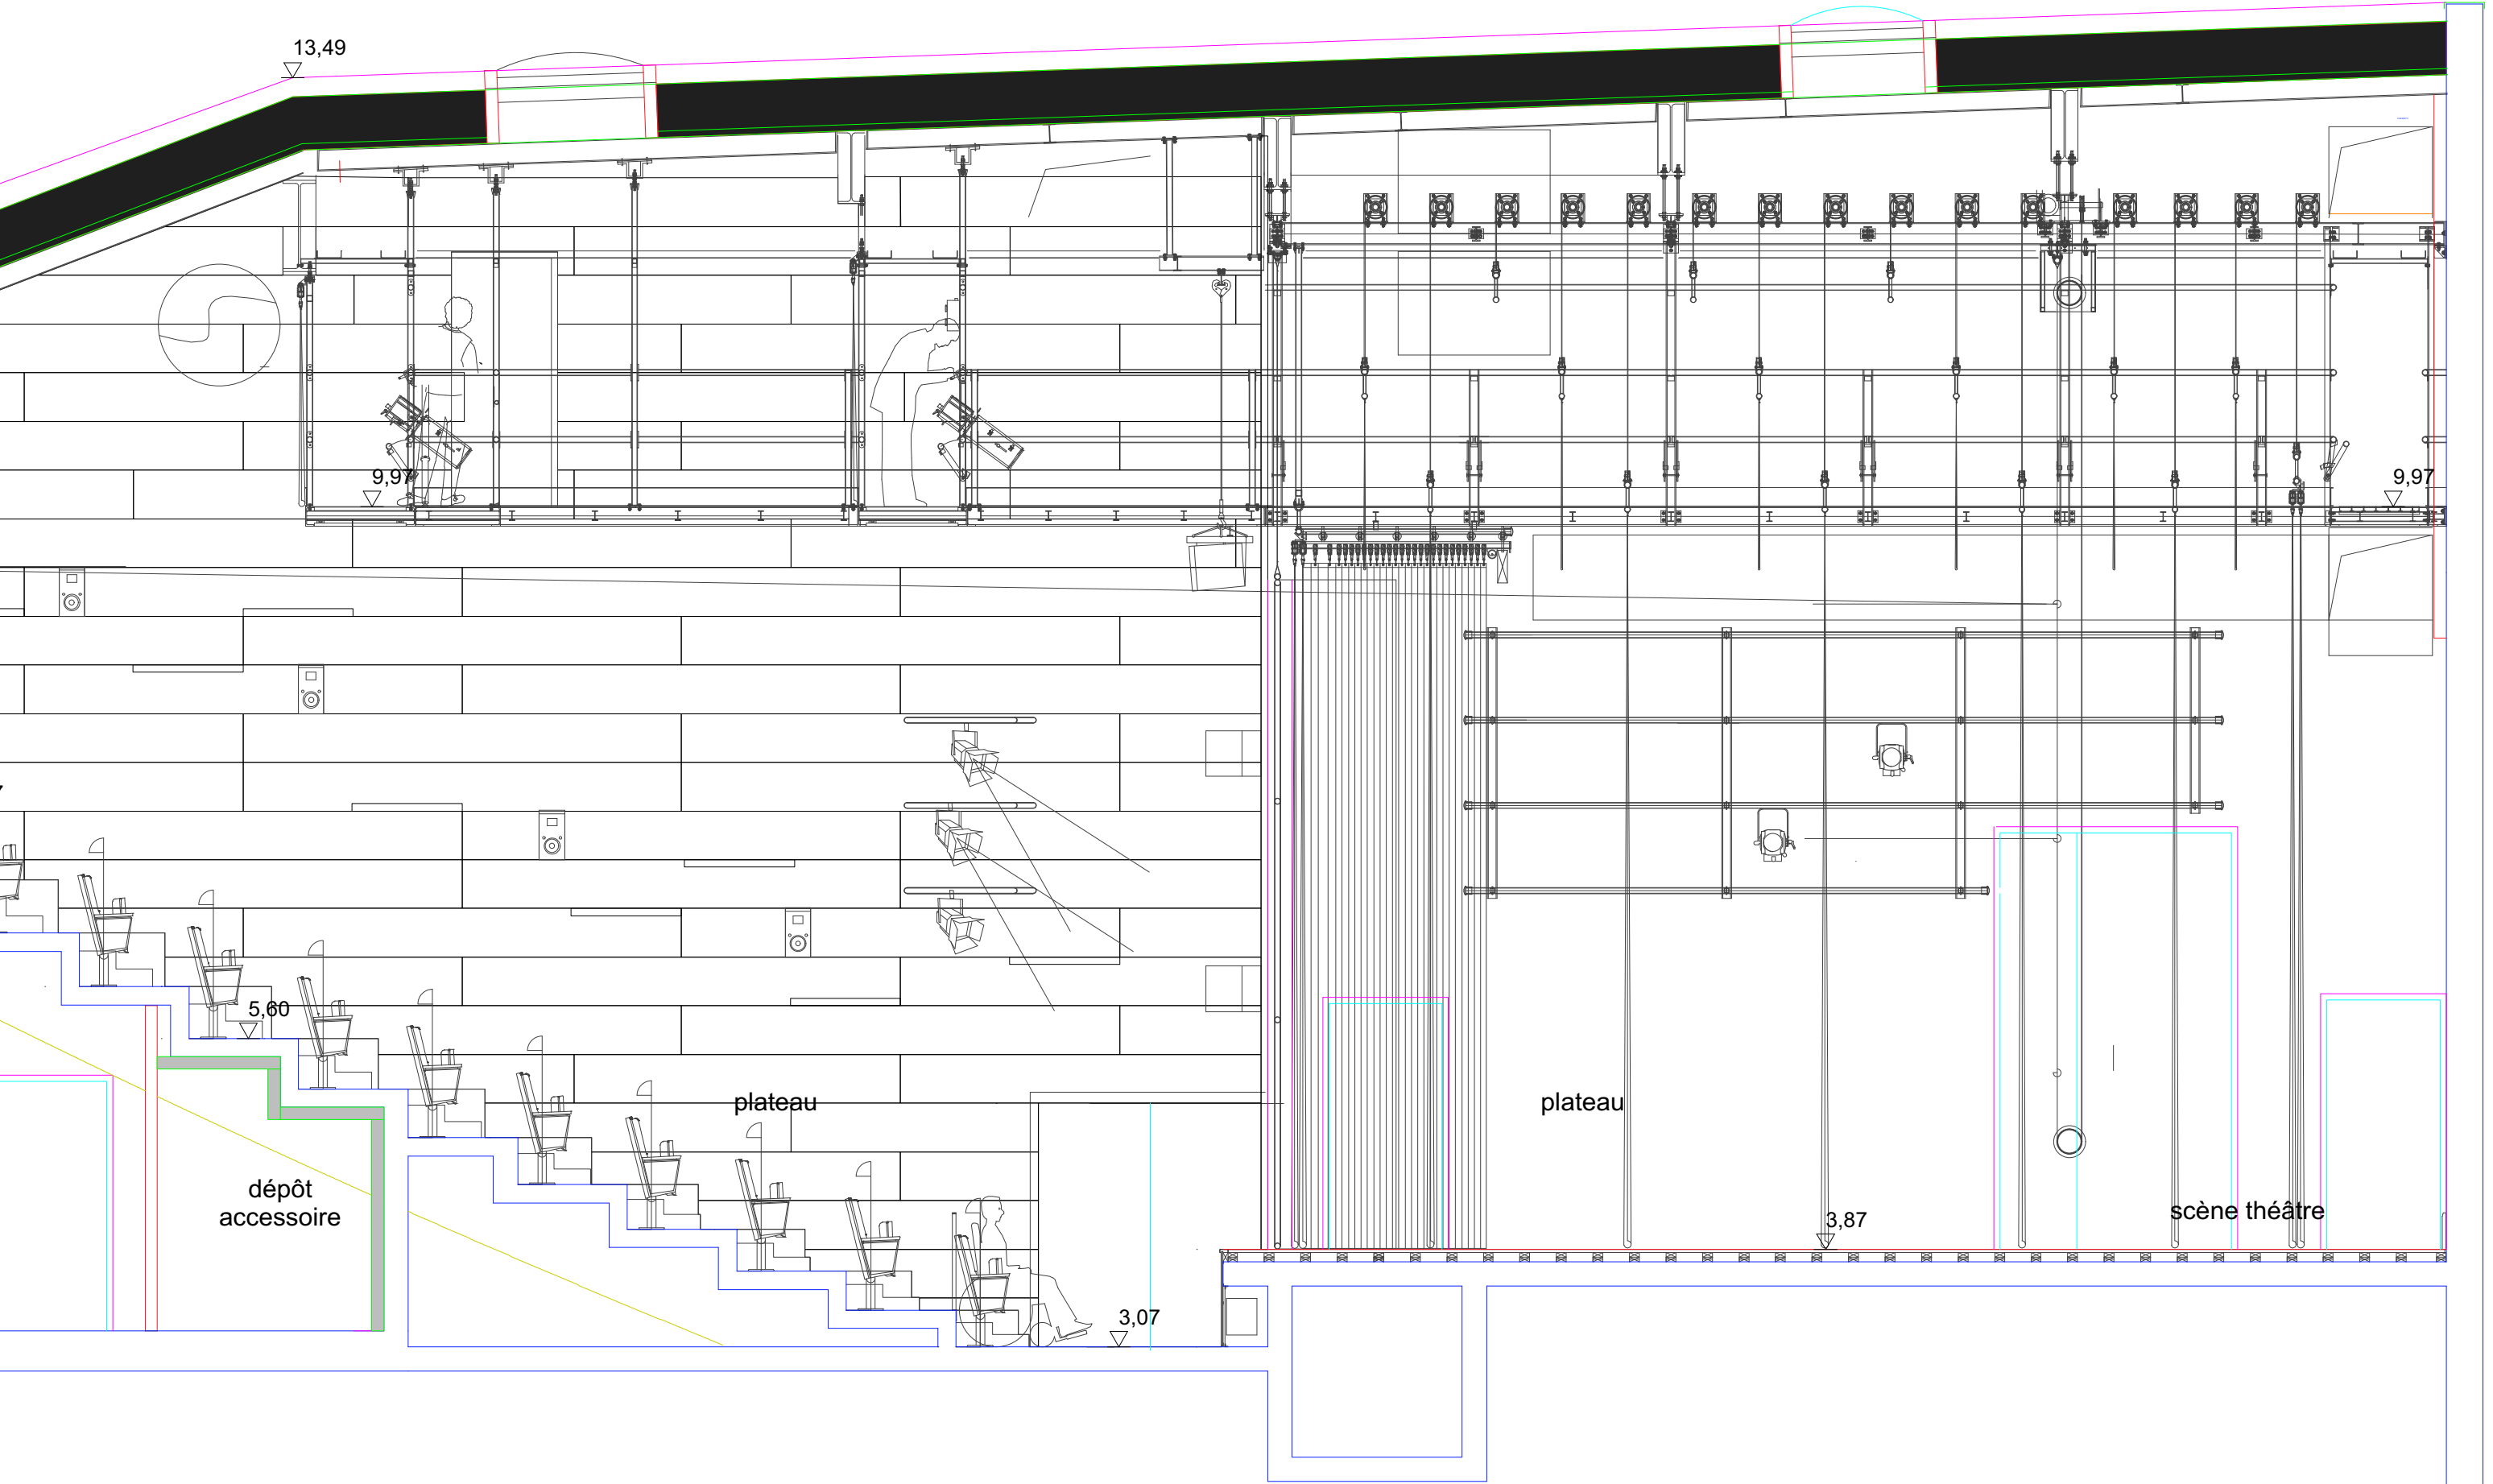 13,49
9,97
9,97
5,60
plateau
plateau
dépôt
accessoire
scène théâtre
3,87
3,07